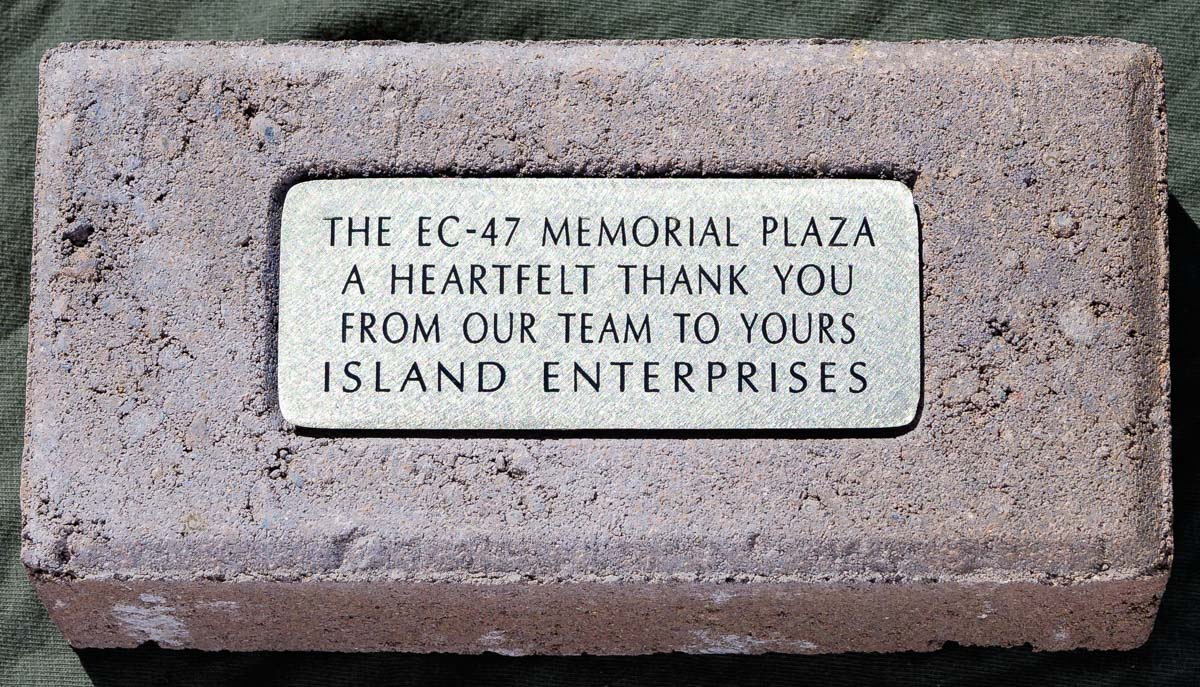 THE EC-47 MEMORIAL PLAZA
A HEARTFELT THANK YOU
FROM OUR TEAM TO YOURS
ISLAND ENTERPRISES